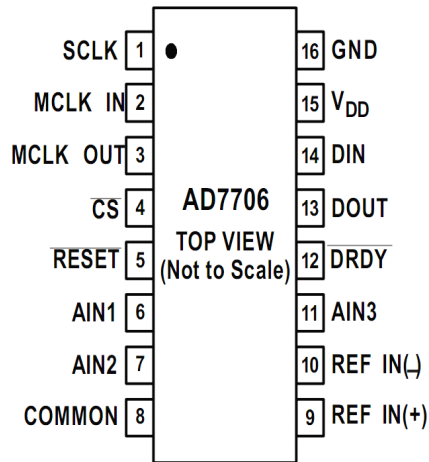 SCLK 1
MCLK IN 2
MCLK OUT 3
CS 4
RESET 5
AIN1 6
AIN2 7
COMMON 8
AD7706
TOP VIEW
(Not to Scale)
16 GND
15 VDD
14 DIN
13 DOUT
12 DRDY
11 AIN3
10 REF IN(–)
9 REF IN(+)